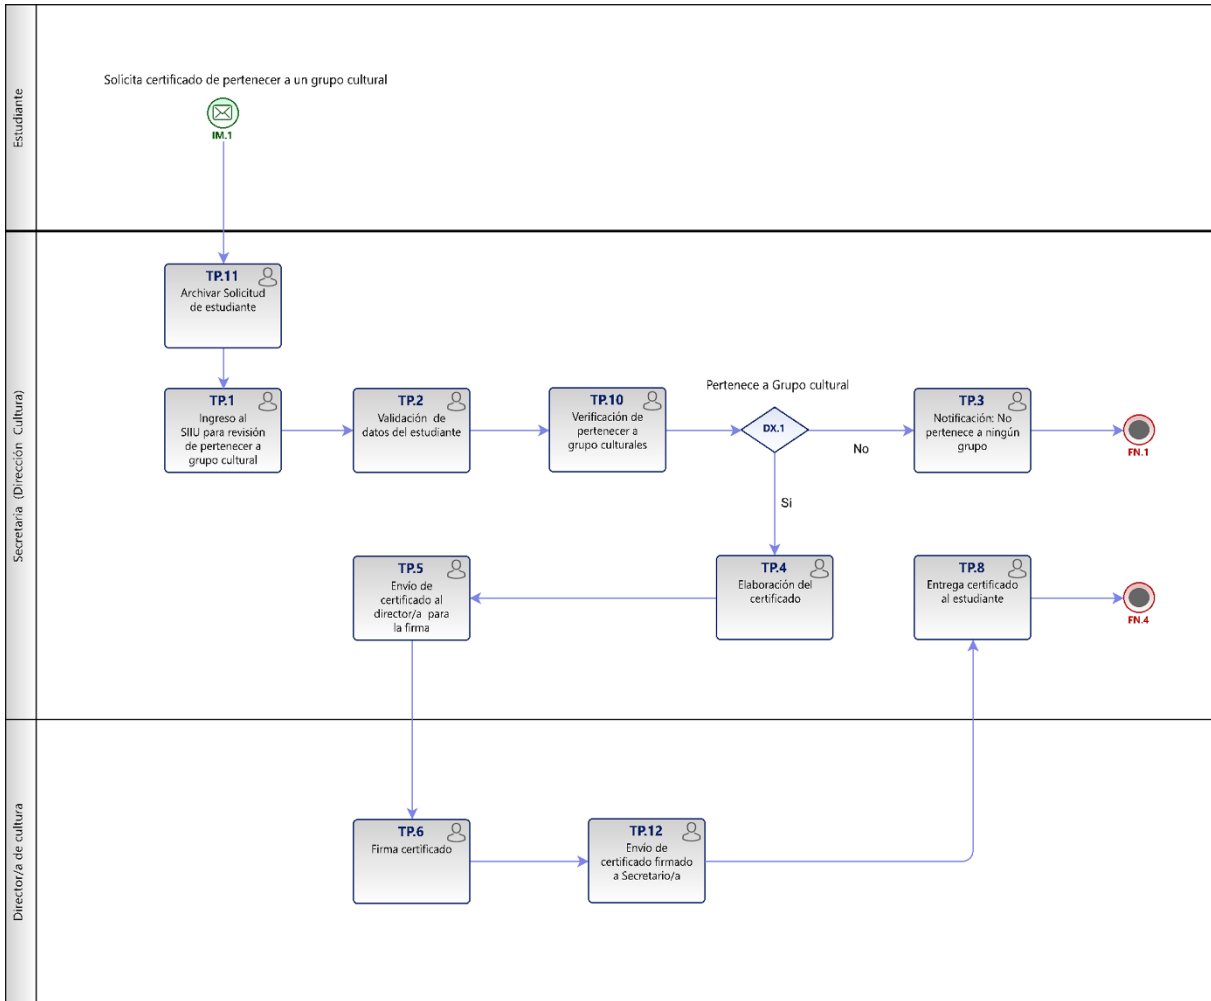 Estudiante
Solicita certificado de pertenecer a un grupo cultural
IM.1
Secretaria (Dirección Cultura)
TP.11
Archivar Solicitud
de estudiante
TP.1
Ingreso al
SIIU para revisión
de pertenecer a
grupo cultural
TP.2
Validación de
datos del estudiante
TP.10
Verificación de
pertenecer a
grupo culturales
Pertenece a Grupo cultural
DX.1
No
Si
TP.3
Notificación: No
pertenece a ningún
grupo
FN.1
TP.5
Envío de
certificado al
director/a para
la firma
TP.4
Elaboración del
certificado
TP.8
Entrega certificado
al estudiante
FN.4
Director/a de cultura
TP.6
Firma certificado
TP.12
Envío de
certificado firmado
a Secretario/a